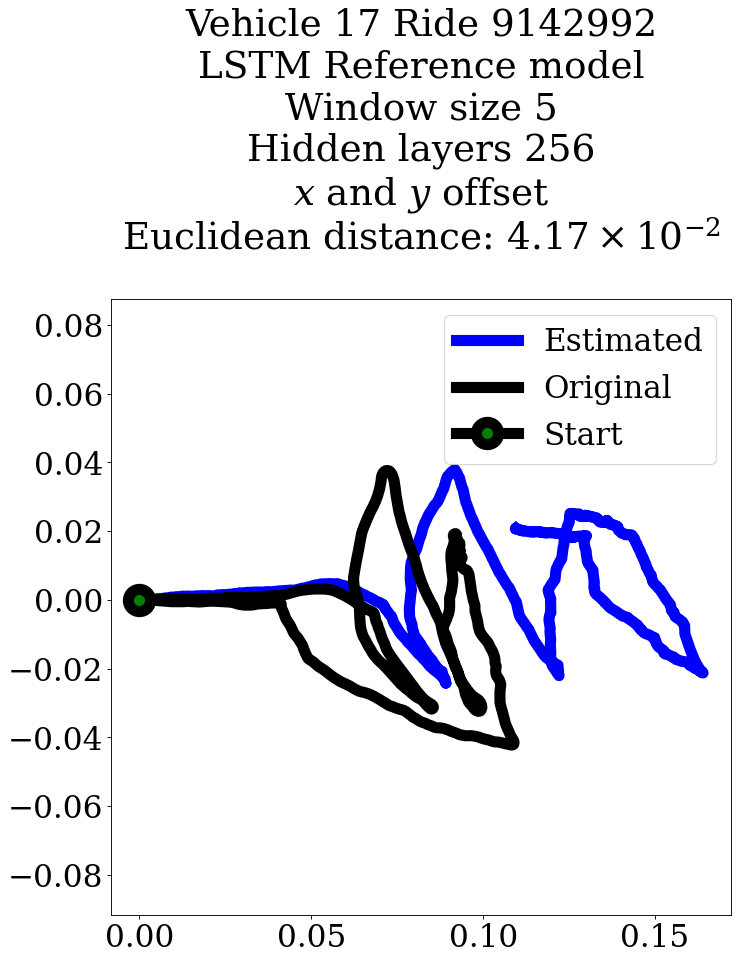 Vehicle 17 Ride 9142992
LSTM Reference model
Window size 5
Hidden layers 256
x and y offset
Euclidean distance: 4.17 × 10⁻²
Estimated
Original
Start
0.08
0.06
0.04
0.02
0.00
−0.02
−0.04
−0.06
−0.08
0.00 0.05 0.10 0.15